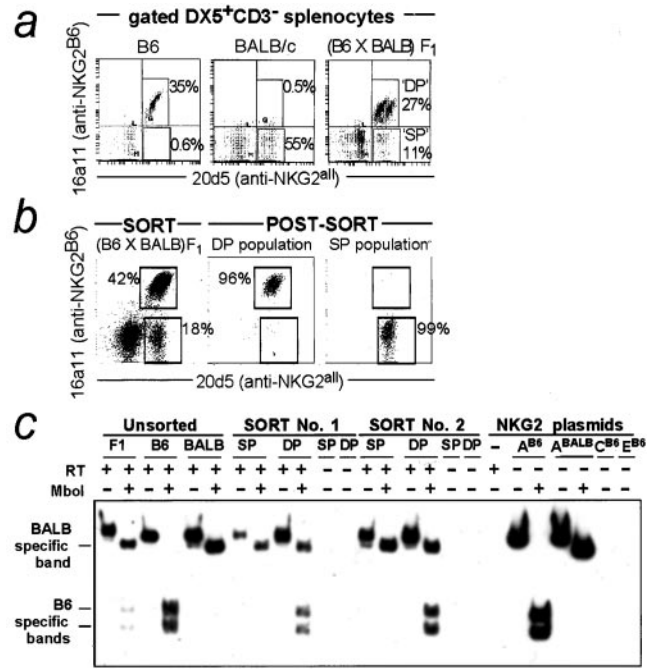 a
gated DX5+CD3- splenocytes
B6 BALB/c (B6 X BALB) F1
16a11 (anti-NKG2B6)
35%
0.6%
0.5%
55%
'DP'
27%
'SP'
11%
20d5 (anti-NKG2all)
b
SORT POST-SORT
(B6 X BALB)F1 DP population SP population
16a11 (anti-NKG2B6)
42%
18%
96%
99%
20d5 (anti-NKG2all)
c
Unsorted SORT No. 1 SORT No. 2 NKG2 plasmids
F1 B6 BALB SP DP SP DP SP DP SP DP – AB6 ABALB CB6 EB6
RT + + + + + + + + + + – – + + + + – – + – – – – – –
MboI – + – + – + – + – + – – – + – + – – – – + – + – –
BALB
specific
band
B6
specific
bands